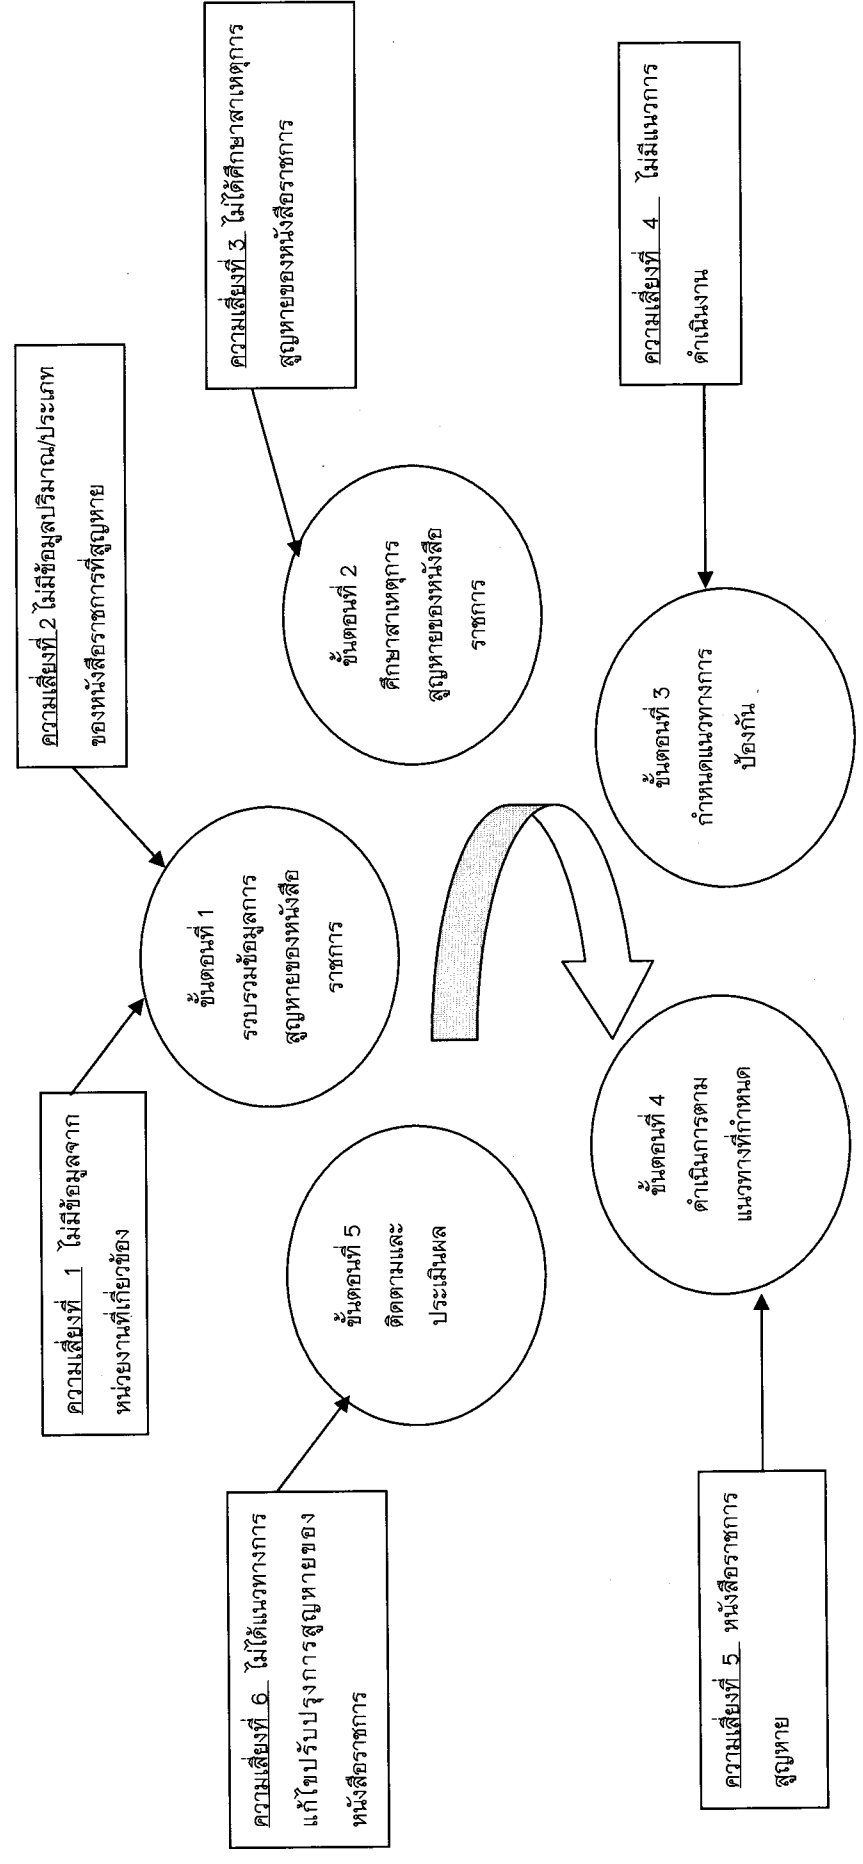 ความเสี่ยงที่ 1 ไม่มีข้อมูลจาก
หน่วยงานที่เกี่ยวข้อง
ความเสี่ยงที่ 2 ไม่มีข้อมูลปริมาณ/ประเภท
ของหนังสือราชการที่สูญหาย
ขั้นตอนที่ 1
รวบรวมข้อมูลการ
สูญหายของหนังสือ
ราชการ
ความเสี่ยงที่ 6 ไม่ได้แนวทางการ
แก้ไขปรับปรุงการสูญหายของ
หนังสือราชการ
ขั้นตอนที่ 5
ติดตามและ
ประเมินผล
ขั้นตอนที่ 2
ศึกษาสาเหตุการ
สูญหายของหนังสือ
ราชการ
ความเสี่ยงที่ 3 ไม่ได้ศึกษาสาเหตุการ
สูญหายของหนังสือราชการ
ความเสี่ยงที่ 5 หนังสือราชการ
สูญหาย
ขั้นตอนที่ 4
ดำเนินการตาม
แนวทางที่กำหนด
ขั้นตอนที่ 3
กำหนดแนวทางการ
ป้องกัน
ความเสี่ยงที่ 4 ไม่มีแนวการ
ดำเนินงาน